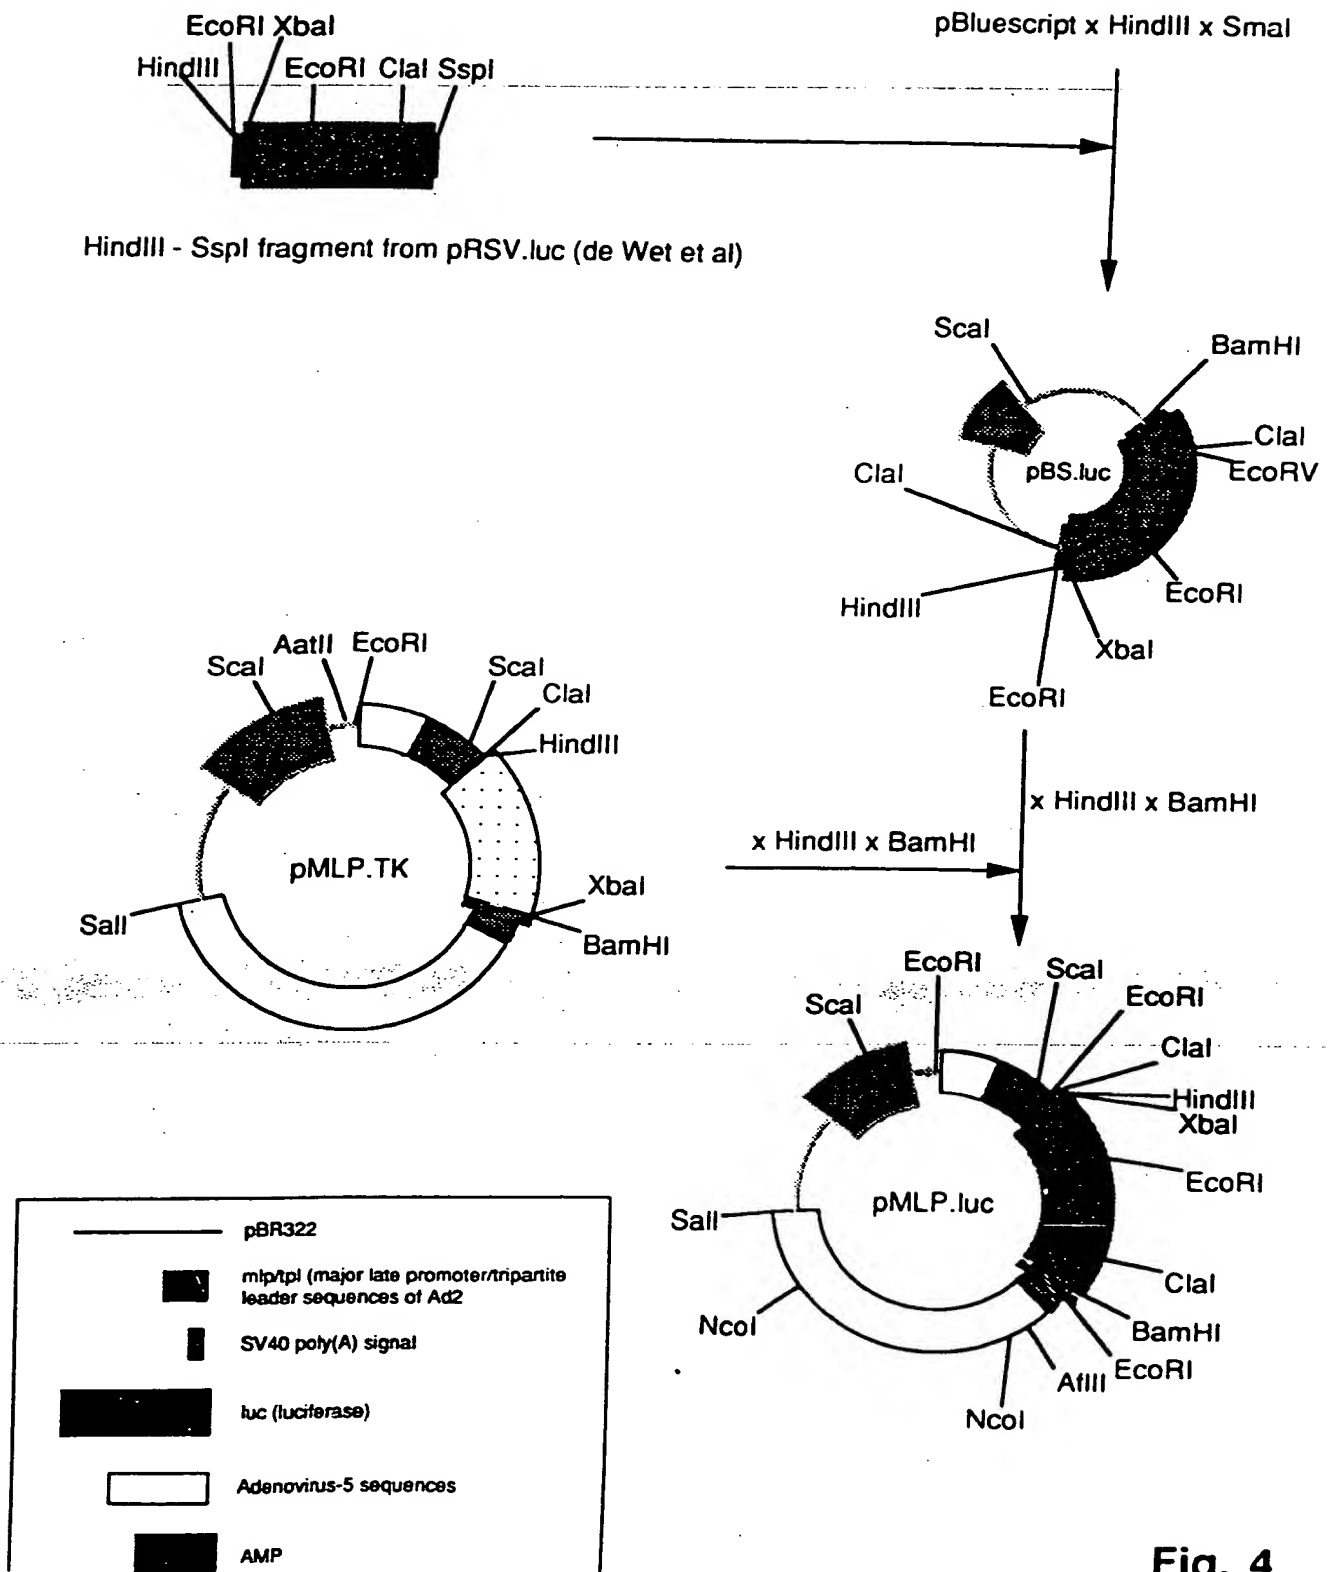 EcoRI XbaI
pBluescript x HindIII x SmaI
HindIII EcoRI ClaI SspI
HindIII - SspI fragment from pRSV.luc (de Wet et al)
ScaI
BamHI
ClaI
EcoRV
ClaI
pBS.luc
HindIII
EcoRI
XbaI
EcoRI
AatII EcoRI
ScaI
ScaI
ClaI
HindIII
x HindIII x BamHI
x HindIII x BamHI
pMLP.TK
XbaI
SalI
BamHI
EcoRI
ScaI
ScaI
EcoRI
ClaI
HindIII
XbaI
EcoRI
pMLP.luc
SalI
ClaI
NcoI
BamHI
EcoRI
AflII
NcoI
pBR322
mlp/tpl (major late promoter/tripartite
leader sequences of Ad2
SV40 poly(A) signal
luc (luciferase)
Adenovirus-5 sequences
AMP
Fig. 4